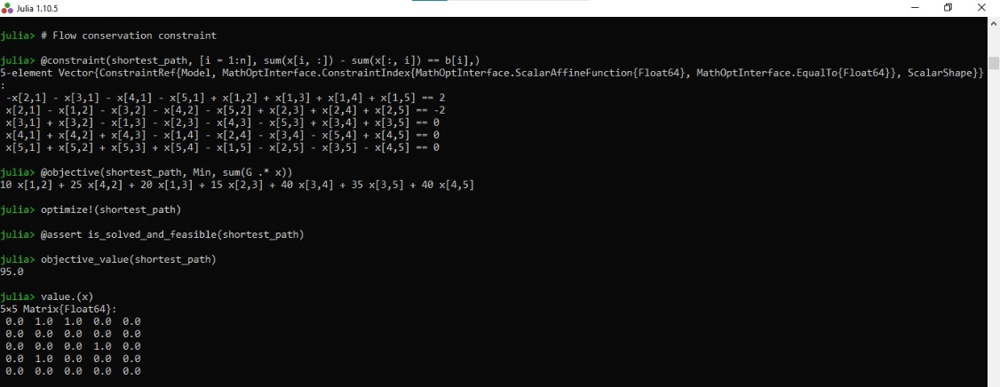 Julia 1.10.5
julia> # Flow conservation constraint
julia> @constraint(shortest_path, [i = 1:n], sum(x[i, :]) - sum(x[:, i]) == b[i],)
5-element Vector{ConstraintRef{Model, MathOptInterface.ConstraintIndex{MathOptInterface.ScalarAffineFunction{Float64}, MathOptInterface.EqualTo{Float64}}, ScalarShape}}
:
-x[2,1] - x[3,1] - x[4,1] - x[5,1] + x[1,2] + x[1,3] + x[1,4] + x[1,5] == 2
x[2,1] - x[1,2] - x[3,2] - x[4,2] - x[5,2] + x[2,3] + x[2,4] + x[2,5] == -2
x[3,1] + x[3,2] - x[1,3] - x[2,3] - x[4,3] - x[5,3] + x[3,4] + x[3,5] == 0
x[4,1] + x[4,2] + x[4,3] - x[1,4] - x[2,4] - x[3,4] - x[5,4] + x[4,5] == 0
x[5,1] + x[5,2] + x[5,3] + x[5,4] - x[1,5] - x[2,5] - x[3,5] - x[4,5] == 0
julia> @objective(shortest_path, Min, sum(G .* x))
10 x[1,2] + 25 x[4,2] + 20 x[1,3] + 15 x[2,3] + 40 x[3,4] + 35 x[3,5] + 40 x[4,5]
julia> optimize!(shortest_path)
julia> @assert is_solved_and_feasible(shortest_path)
julia> objective_value(shortest_path)
95.0
julia> value.(x)
5×5 Matrix{Float64}:
0.0 1.0 1.0 0.0 0.0
0.0 0.0 0.0 0.0 0.0
0.0 0.0 0.0 1.0 0.0
0.0 1.0 0.0 0.0 0.0
0.0 0.0 0.0 0.0 0.0